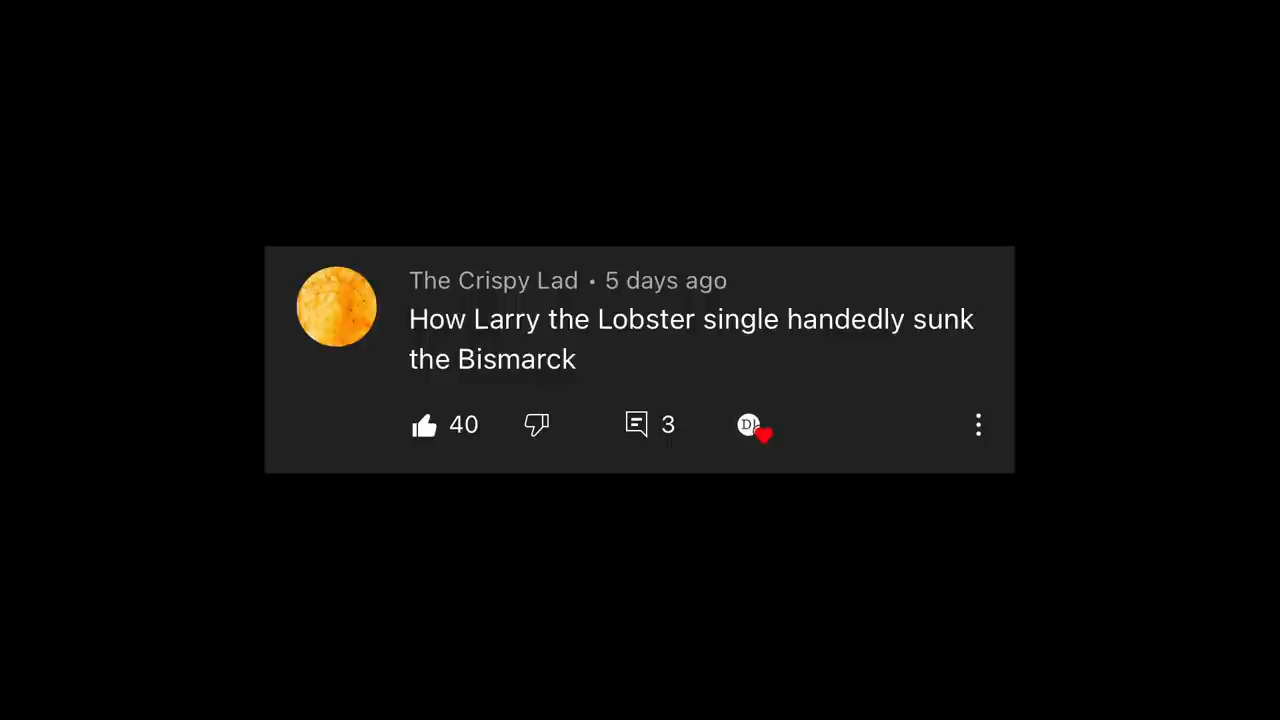 The Crispy Lad • 5 days ago
How Larry the Lobster single handedly sunk
the Bismarck
40 3